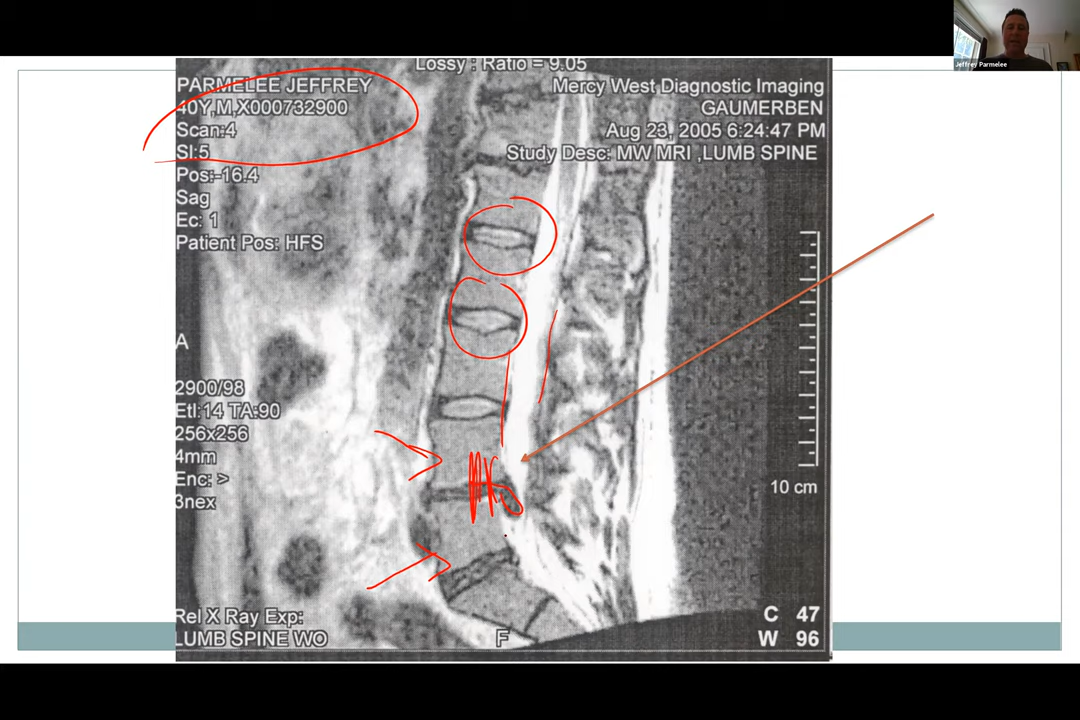 Jeffrey Parmelee
Lossy : Ratio = 9.05
PARMELEE JEFFREY
40Y,M,X000732900
Scan:4
SI:5
Pos:-16.4
Sag
Ec: 1
Patient Pos: HFS
Mercy West Diagnostic Imaging
GAUMERBEN
Aug 23, 2005 6:24:47 PM
Study Desc: MW MRI ,LUMB SPINE
A
2900/98
Etl:14 TA:90
256x256
4mm
Enc: >
3nex
10 cm
Rel X Ray Exp:
LUMB SPINE WO
F
C 47
W 96